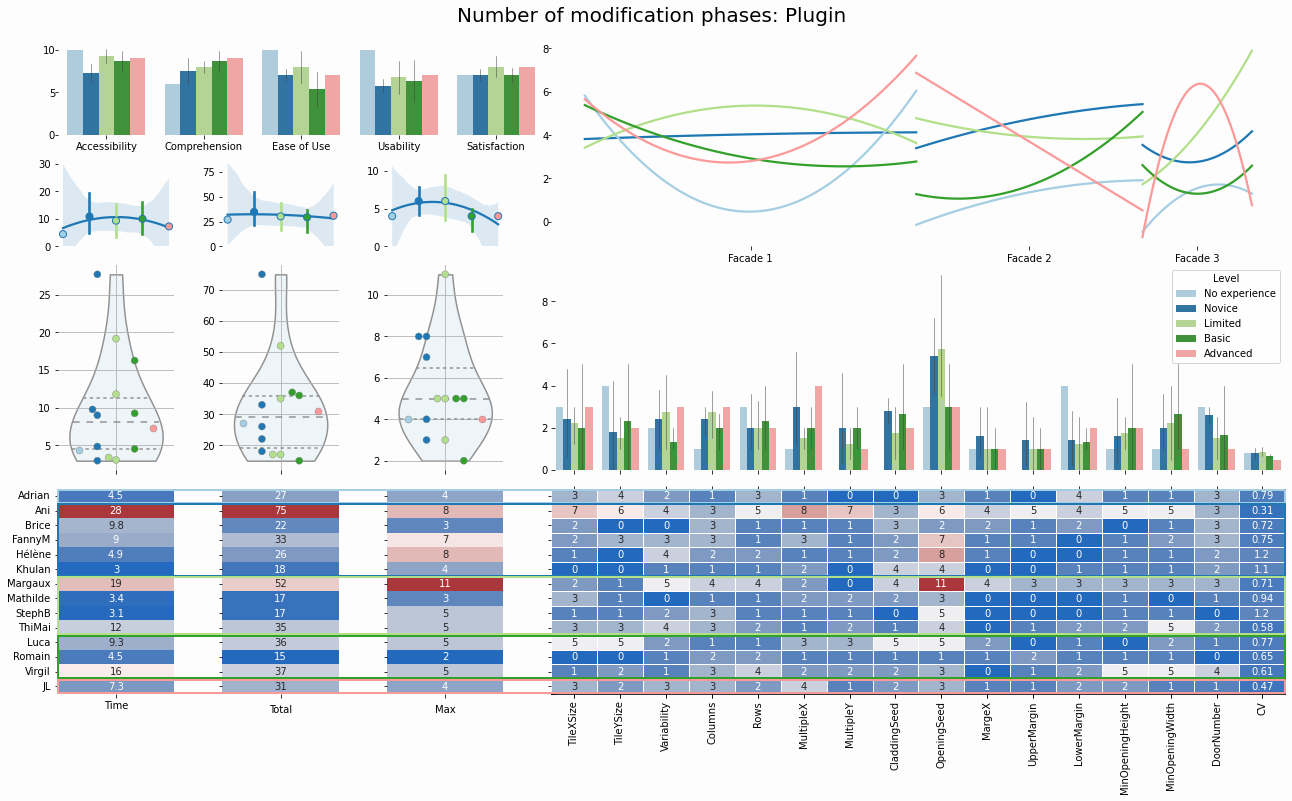 Number of modification phases: Plugin
10
5
0
Accessibility Comprehension Ease of Use Usability Satisfaction
8
6
4
2
0
Facade 1 Facade 2 Facade 3
30
20
10
0
75
50
25
0
10
5
0
25
20
15
10
5
70
60
50
40
30
20
10
8
6
4
2
8
6
4
2
0
Level
No experience
Novice
Limited
Basic
Advanced
Adrian 4.5 27 4 3 4 2 1 3 1 0 0 3 1 0 4 1 1 3 0.79
Ani 28 75 8 7 6 4 3 5 8 7 3 6 4 5 4 5 5 3 0.31
Brice 9.8 22 3 2 0 0 3 1 1 1 3 2 2 1 2 0 1 3 0.72
FannyM 9 33 7 2 3 3 3 1 3 1 2 7 2 1 0 1 2 3 0.75
Hélène 4.9 26 8 1 0 4 2 2 1 1 2 8 1 0 0 1 1 2 1.2
Khulan 3 18 4 0 0 1 1 1 2 0 4 4 0 0 1 1 1 2 1.1
Margaux 19 52 11 2 1 5 4 4 2 0 4 11 4 3 3 3 3 3 0.71
Mathilde 3.4 17 3 3 1 0 1 1 2 2 2 3 0 0 0 1 0 1 0.94
StephB 3.1 17 5 1 1 2 3 1 1 1 0 5 0 0 0 1 1 0 1.2
ThiMai 12 35 5 3 3 4 3 2 1 2 1 4 0 1 2 2 5 2 0.58
Luca 9.3 36 5 5 5 2 1 1 3 3 5 5 2 0 1 0 2 1 0.77
Romain 4.5 15 2 0 0 1 2 2 1 1 1 1 1 2 1 1 1 0 0.65
Virgil 16 37 5 1 2 1 3 4 2 2 2 3 0 1 2 5 5 4 0.61
JL 7.3 31 4 3 2 3 3 2 4 1 2 3 1 1 2 2 1 1 0.47
Time Total Max
TileXSize
TileYSize
Variability
Columns
Rows
MultipleX
MultipleY
CladdingSeed
OpeningSeed
MargeX
UpperMargin
LowerMargin
MinOpeningHeight
MinOpeningWidth
DoorNumber
CV